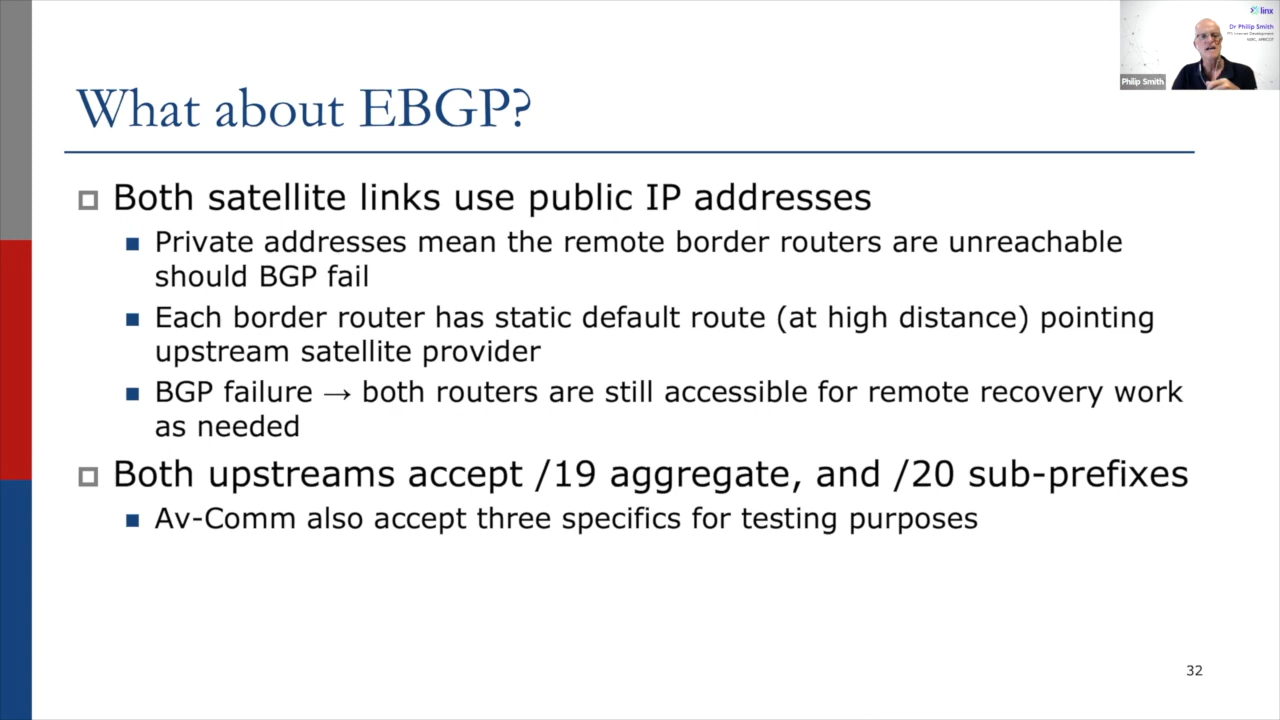 linx
Dr Philip Smith
Philip Smith
What about EBGP?
Both satellite links use public IP addresses
Private addresses mean the remote border routers are unreachable
should BGP fail
Each border router has static default route (at high distance) pointing
upstream satellite provider
BGP failure → both routers are still accessible for remote recovery work
as needed
Both upstreams accept /19 aggregate, and /20 sub-prefixes
Av-Comm also accept three specifics for testing purposes
32